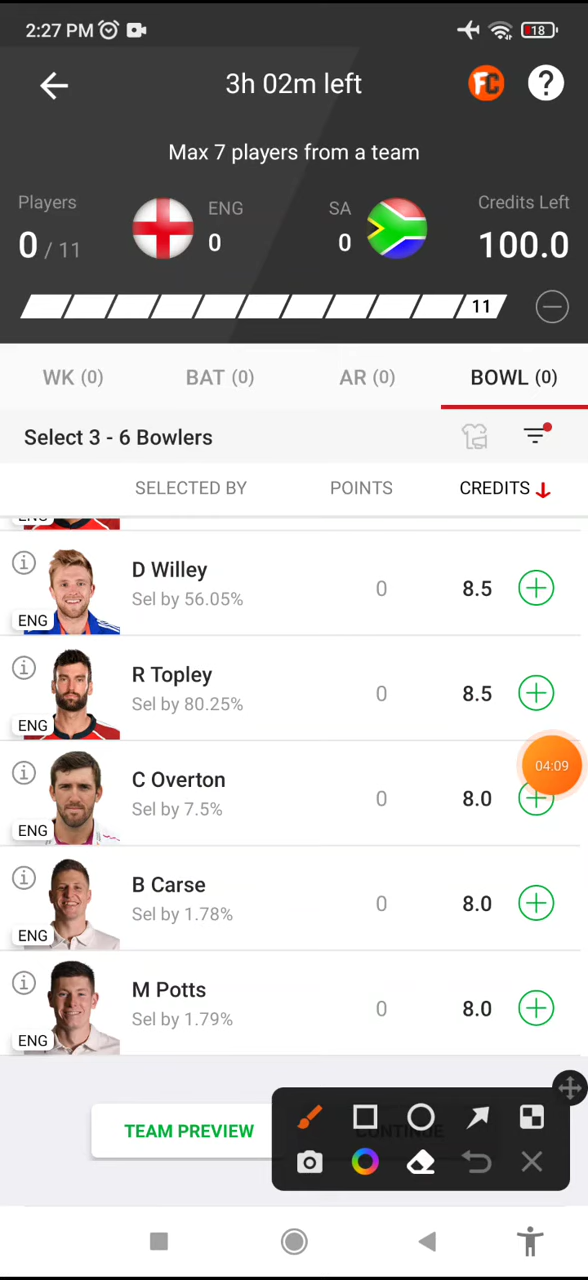 2:27 PM
18
3h 02m left
FC
?
Max 7 players from a team
Players
ENG
SA
Credits Left
0 / 11
0
0
100.0
11
WK (0)
BAT (0)
AR (0)
BOWL (0)
Select 3 - 6 Bowlers
SELECTED BY
POINTS
CREDITS
ENG
D Willey
Sel by 56.05%
0
8.5
ENG
R Topley
Sel by 80.25%
0
8.5
ENG
C Overton
Sel by 7.5%
0
8.0
04:09
ENG
B Carse
Sel by 1.78%
0
8.0
ENG
M Potts
Sel by 1.79%
0
8.0
ENG
TEAM PREVIEW
CONTINUE